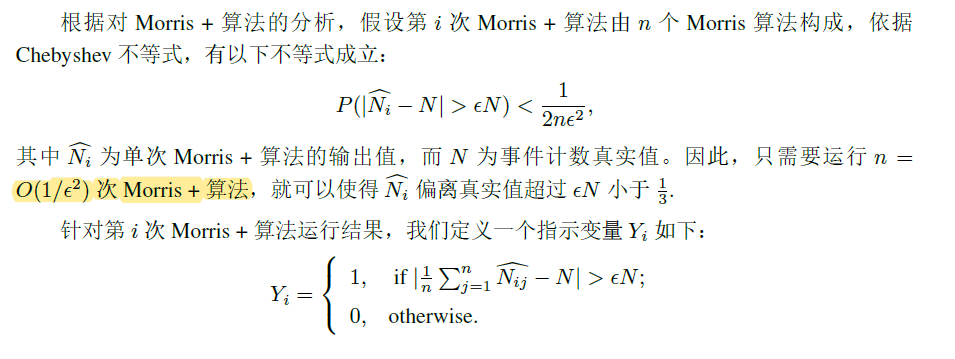 根据对 Morris + 算法的分析，假设第 $i$ 次 Morris + 算法由 $n$ 个 Morris 算法构成，依据
Chebyshev 不等式，有以下不等式成立：
$$P(|\widehat{N_i} - N| > \epsilon N) < \frac{1}{2n\epsilon^2},$$
其中 $\widehat{N_i}$ 为单次 Morris + 算法的输出值，而 $N$ 为事件计数真实值。因此，只需要运行 $n =$
$O(1/\epsilon^2)$ 次 Morris + 算法，就可以使得 $\widehat{N_i}$ 偏离真实值超过 $\epsilon N$ 小于 $\frac{1}{3}$.
针对第 $i$ 次 Morris + 算法运行结果，我们定义一个指示变量 $Y_i$ 如下：
$$Y_i = \begin{cases} 1, & \text{if } |\frac{1}{n}\sum_{j=1}^{n} \widehat{N_{ij}} - N| > \epsilon N; \\ 0, & \text{otherwise.} \end{cases}$$